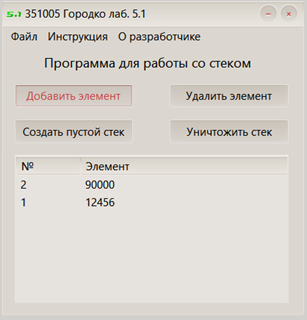 5.1 351005 Городко лаб. 5.1
Файл Инструкция О разработчике
Программа для работы со стеком
Добавить элемент Удалить элемент
Создать пустой стек Уничтожить стек
№ Элемент
2 90000
1 12456